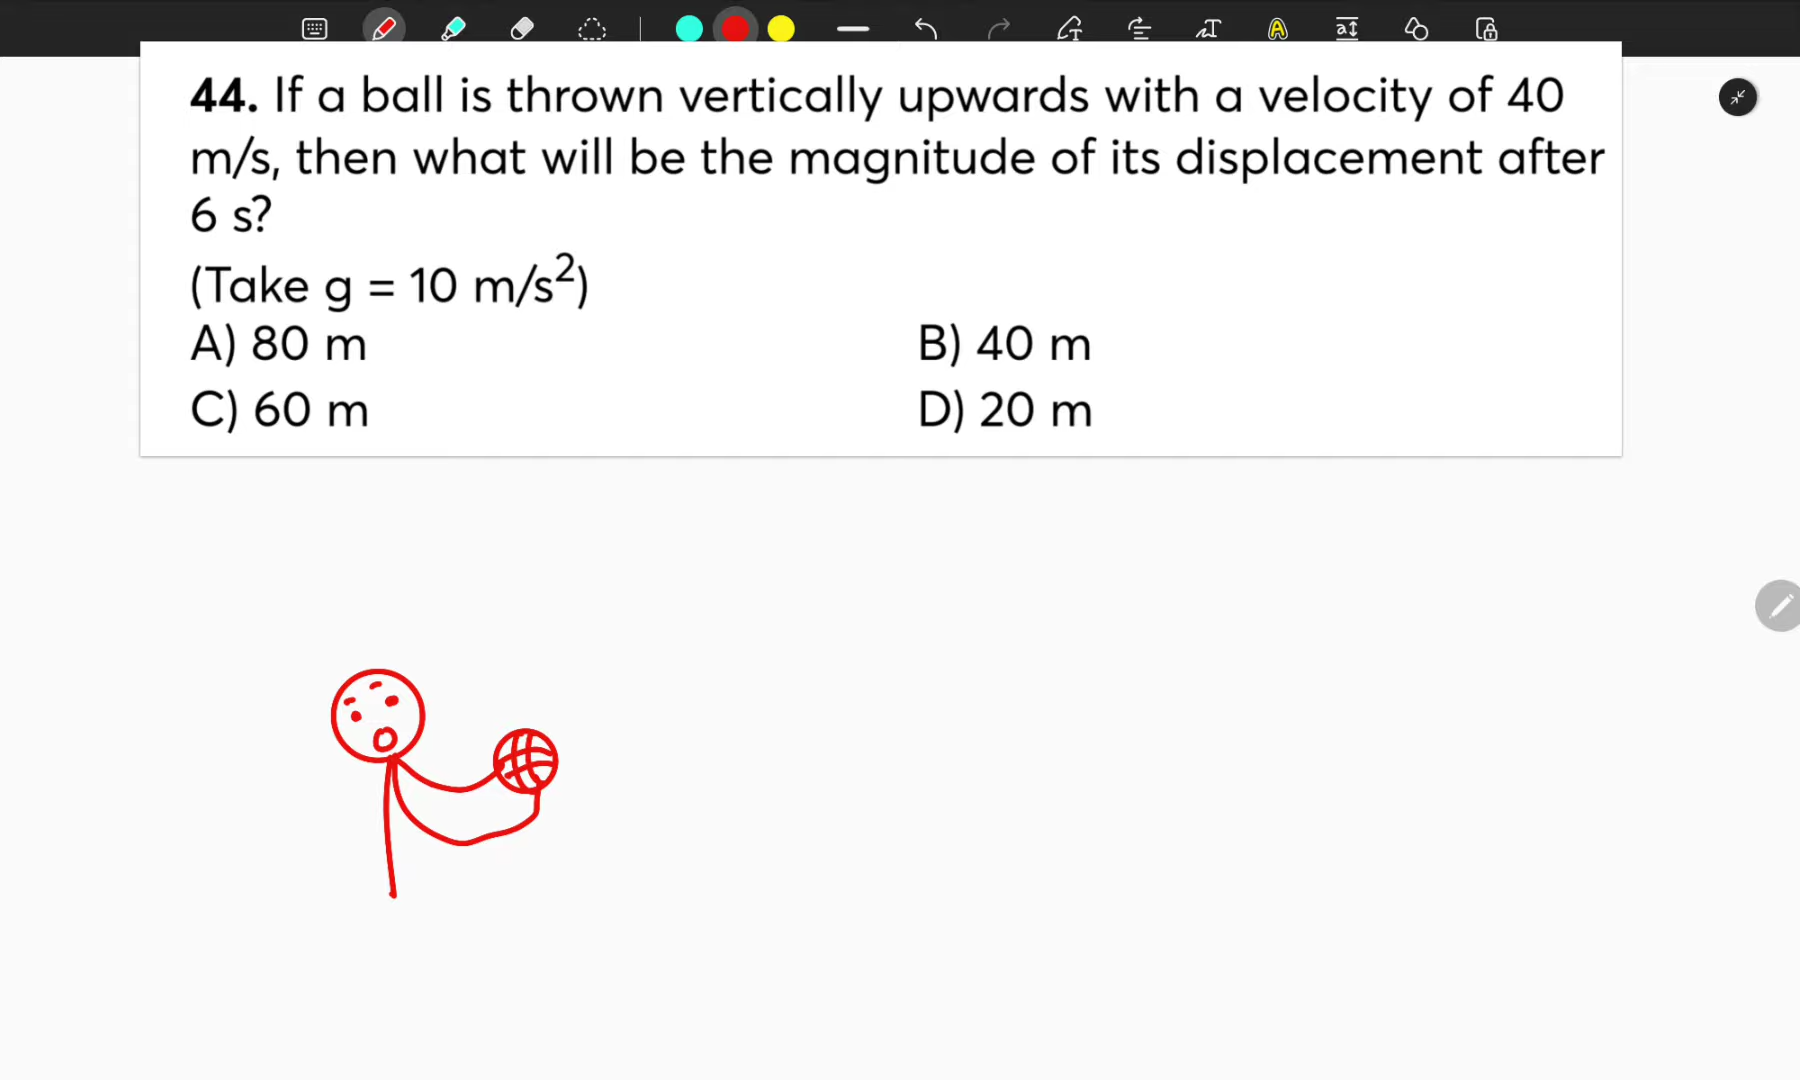 44. If a ball is thrown vertically upwards with a velocity of 40
m/s, then what will be the magnitude of its displacement after
6 s?
(Take g = 10 m/s²)
A) 80 m
B) 40 m
C) 60 m
D) 20 m